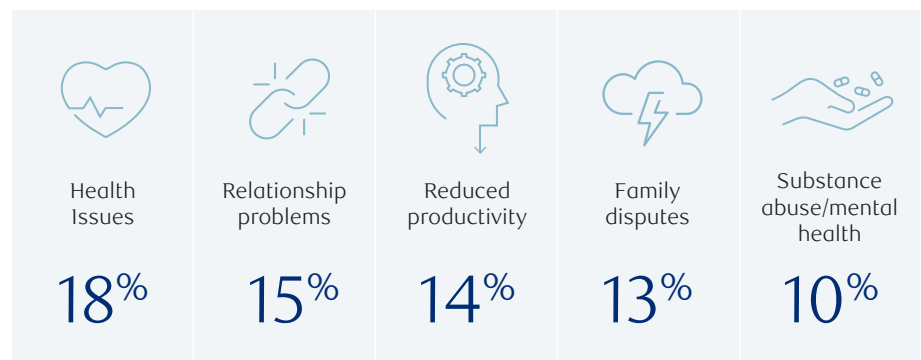 Health
Issues
18%
Relationship
problems
15%
Reduced
productivity
14%
Family
disputes
13%
Substance
abuse/mental
health
10%